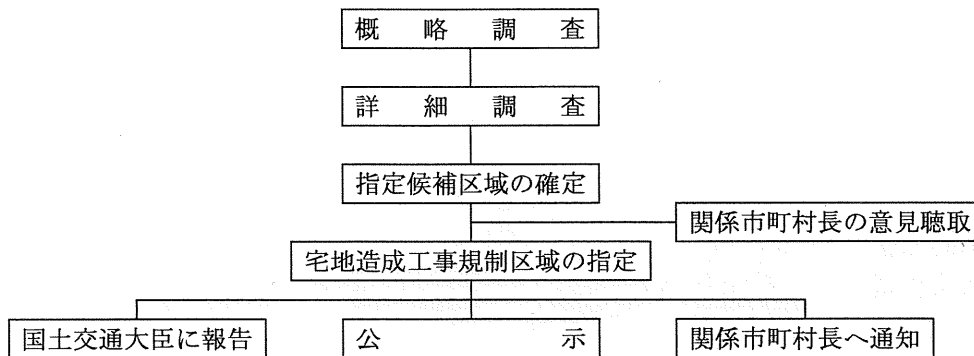 概略調査
詳細調査
指定候補区域の確定
関係市町村長の意見聴取
宅地造成工事規制区域の指定
国土交通大臣に報告
公示
関係市町村長へ通知